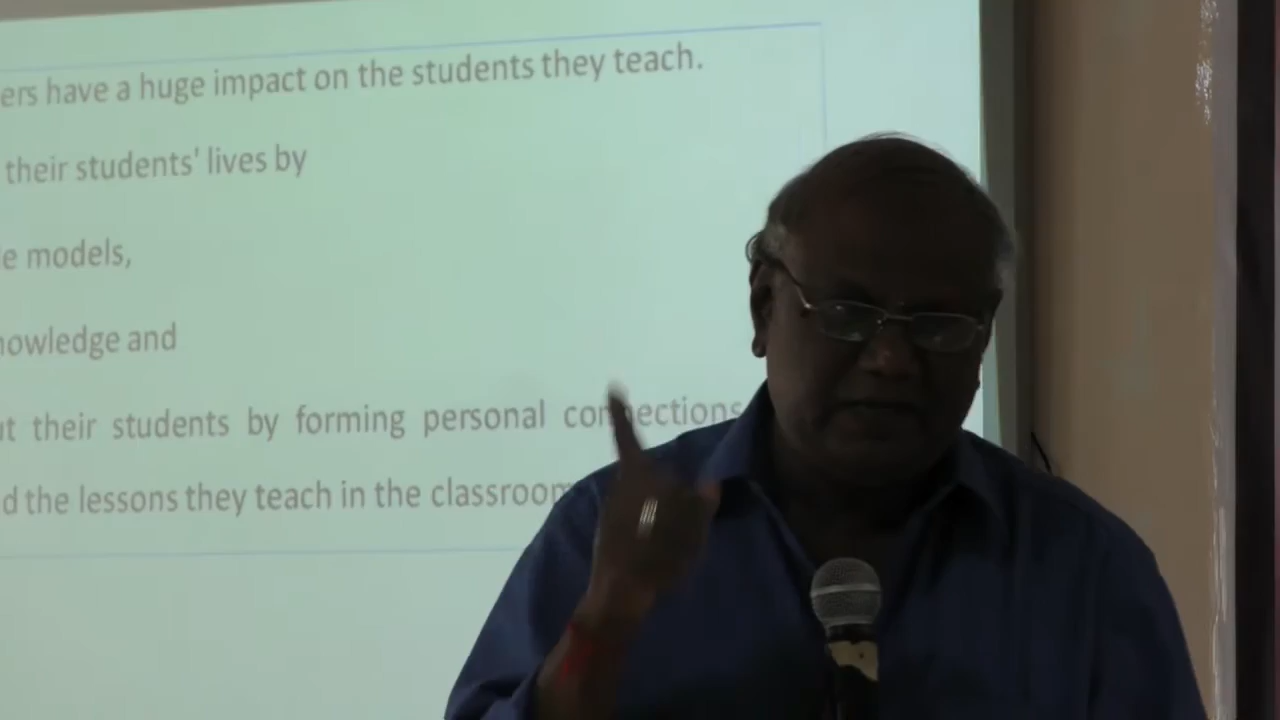 ers have a huge impact on the students they teach.
their students' lives by
e models,
nowledge and
ut their students by forming personal connections
d the lessons they teach in the classroom